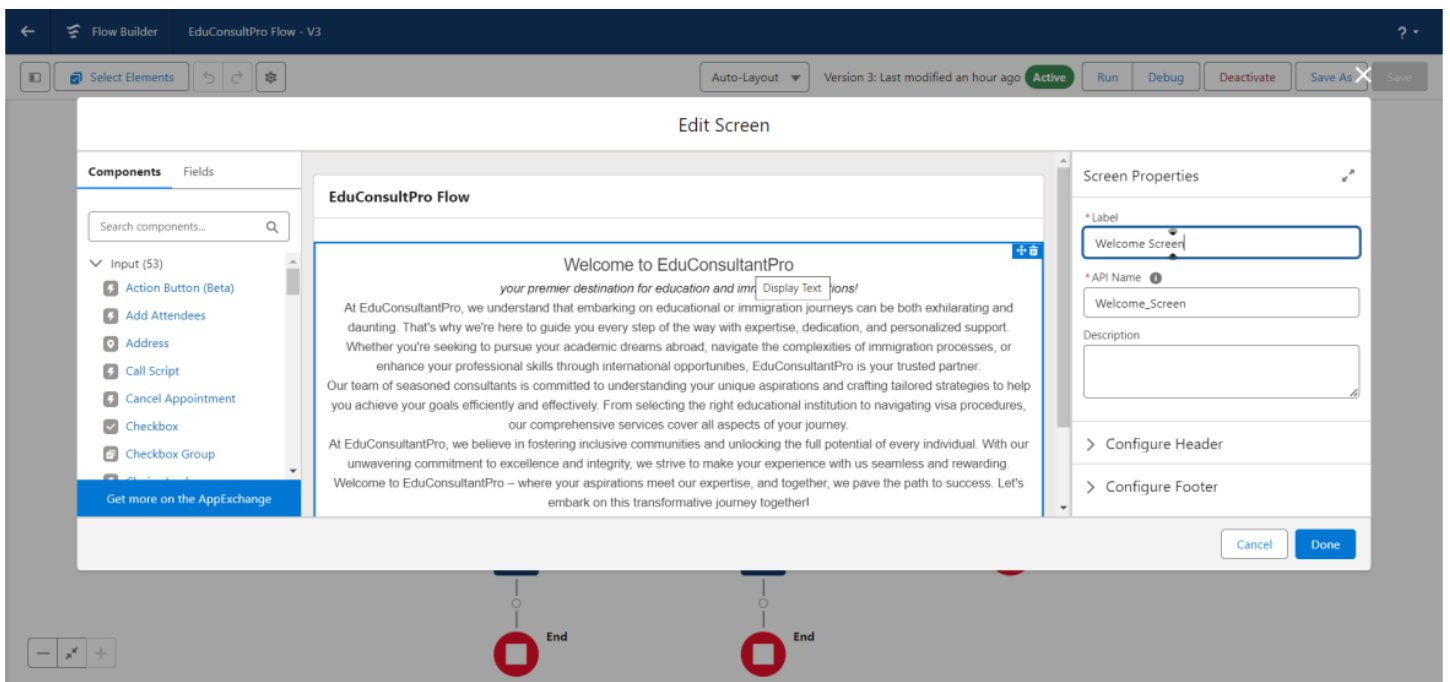 Flow Builder
EduConsultPro Flow - V3
?
Select Elements
Auto-Layout
Version 3: Last modified an hour ago
Active
Run
Debug
Deactivate
Save As
Save
Edit Screen
Components
Fields
Search components...
Input (53)
Action Button (Beta)
Add Attendees
Address
Call Script
Cancel Appointment
Checkbox
Checkbox Group
Get more on the AppExchange
EduConsultPro Flow
Welcome to EduConsultantPro
your premier destination for education and imm
Display Text
ions!
At EduConsultantPro, we understand that embarking on educational or immigration journeys can be both exhilarating and
daunting. That's why we're here to guide you every step of the way with expertise, dedication, and personalized support.
Whether you're seeking to pursue your academic dreams abroad, navigate the complexities of immigration processes, or
enhance your professional skills through international opportunities, EduConsultantPro is your trusted partner.
Our team of seasoned consultants is committed to understanding your unique aspirations and crafting tailored strategies to help
you achieve your goals efficiently and effectively. From selecting the right educational institution to navigating visa procedures,
our comprehensive services cover all aspects of your journey.
At EduConsultantPro, we believe in fostering inclusive communities and unlocking the full potential of every individual. With our
unwavering commitment to excellence and integrity, we strive to make your experience with us seamless and rewarding.
Welcome to EduConsultantPro – where your aspirations meet our expertise, and together, we pave the path to success. Let's
embark on this transformative journey together!
Screen Properties
* Label
Welcome Screen
* API Name
Welcome_Screen
Description
Configure Header
Configure Footer
Cancel
Done
End
End